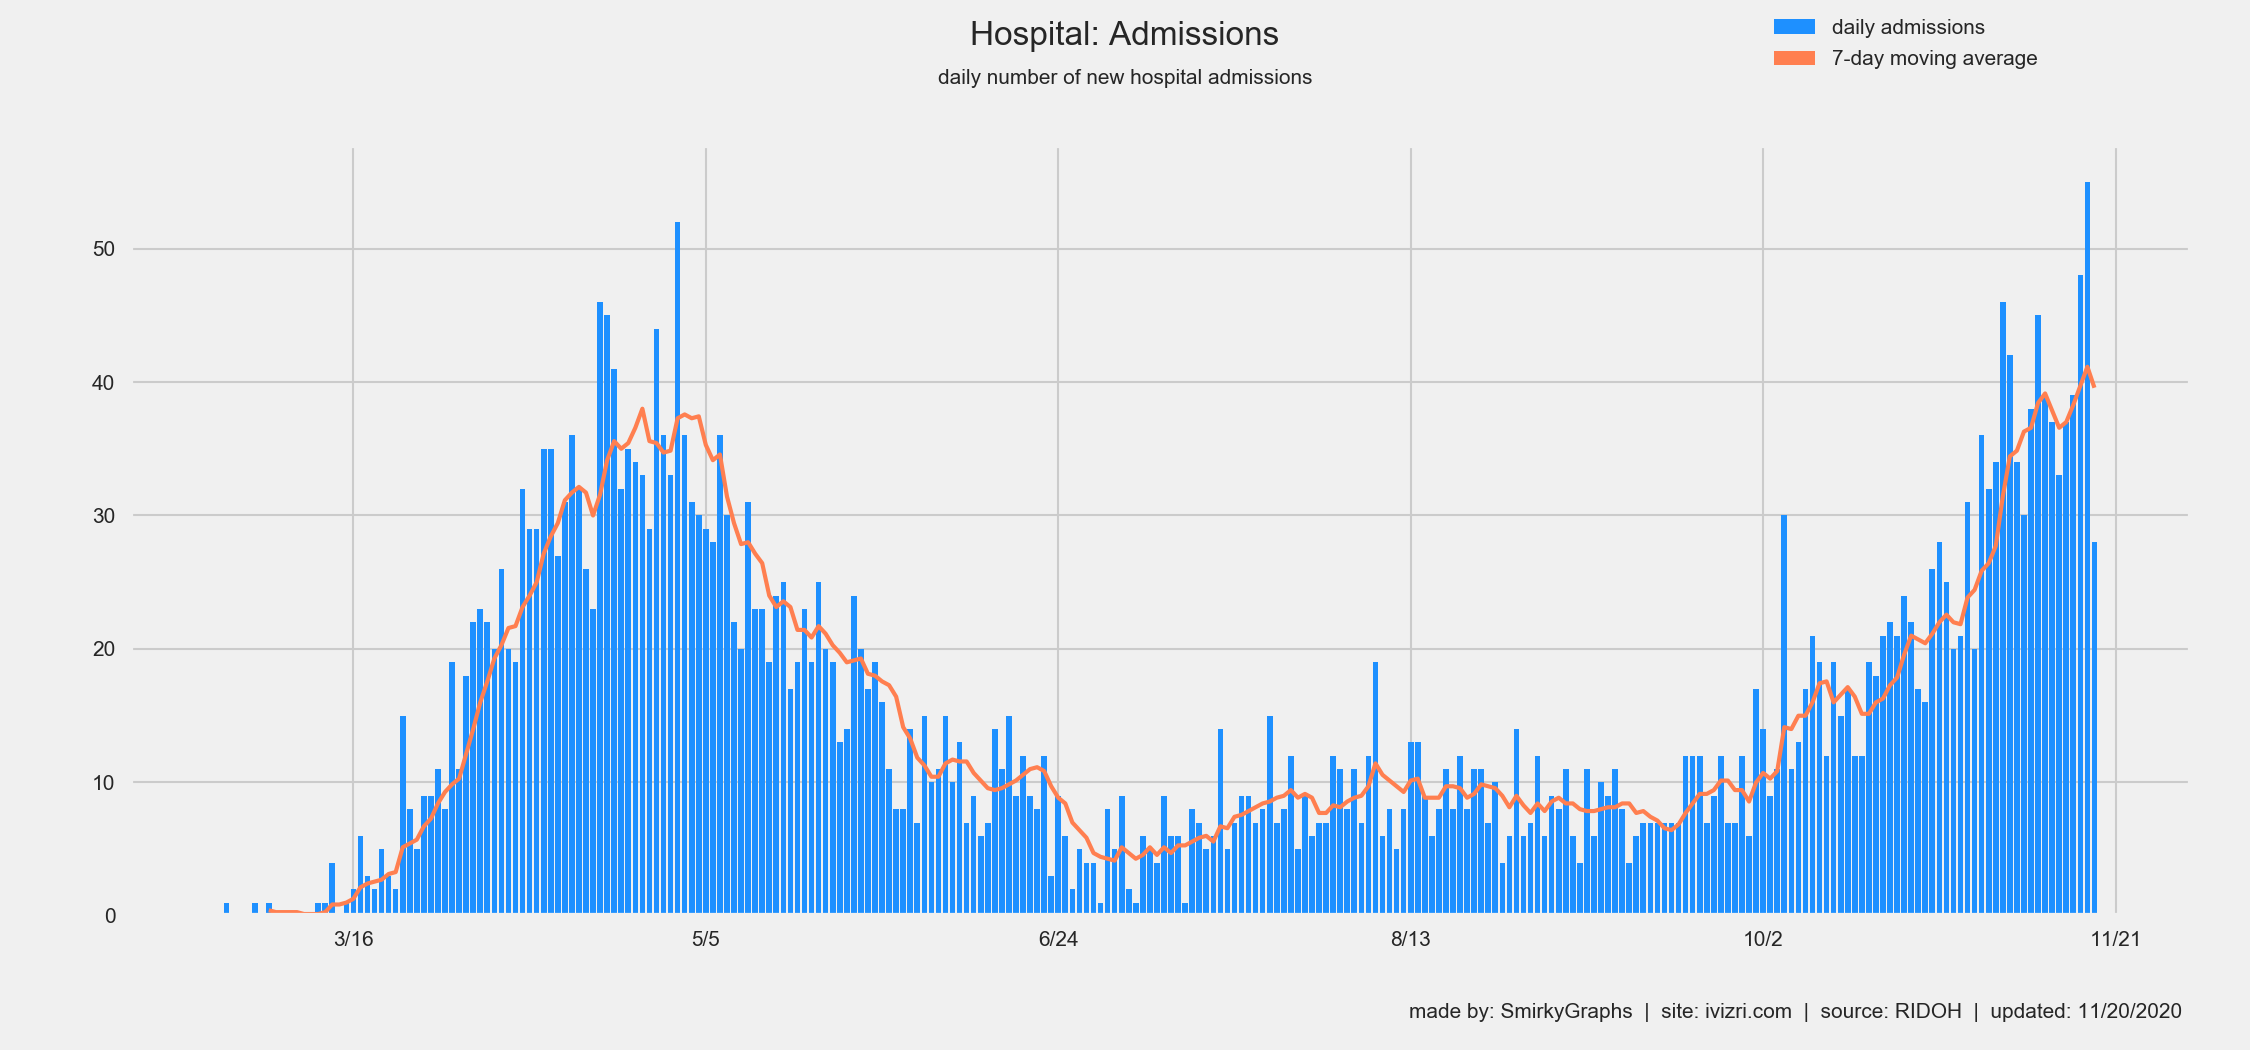 Hospital: Admissions
daily number of new hospital admissions
daily admissions
7-day moving average
50
40
30
20
10
0
3/16 5/5 6/24 8/13 10/2 11/21
made by: SmirkyGraphs | site: ivizri.com | source: RIDOH | updated: 11/20/2020